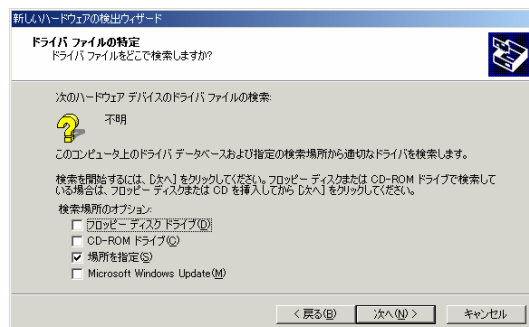 新しいハードウェアの検出ウィザード
ドライバ ファイルの特定
ドライバ ファイルをどこで検索しますか?
次のハードウェア デバイスのドライバ ファイルの検索:
不明
このコンピュータ上のドライバ データベースおよび指定の検索場所から適切なドライバを検索します。
検索を開始するには、[次へ] をクリックしてください。フロッピー ディスクまたは CD-ROM ドライブで検索して
いる場合は、フロッピー ディスクまたは CD を挿入してから [次へ] をクリックしてください。
検索場所のオプション:
フロッピー ディスク ドライブ(D)
CD-ROM ドライブ(C)
場所を指定(S)
Microsoft Windows Update(M)
< 戻る(B)
次へ(N) >
キャンセル